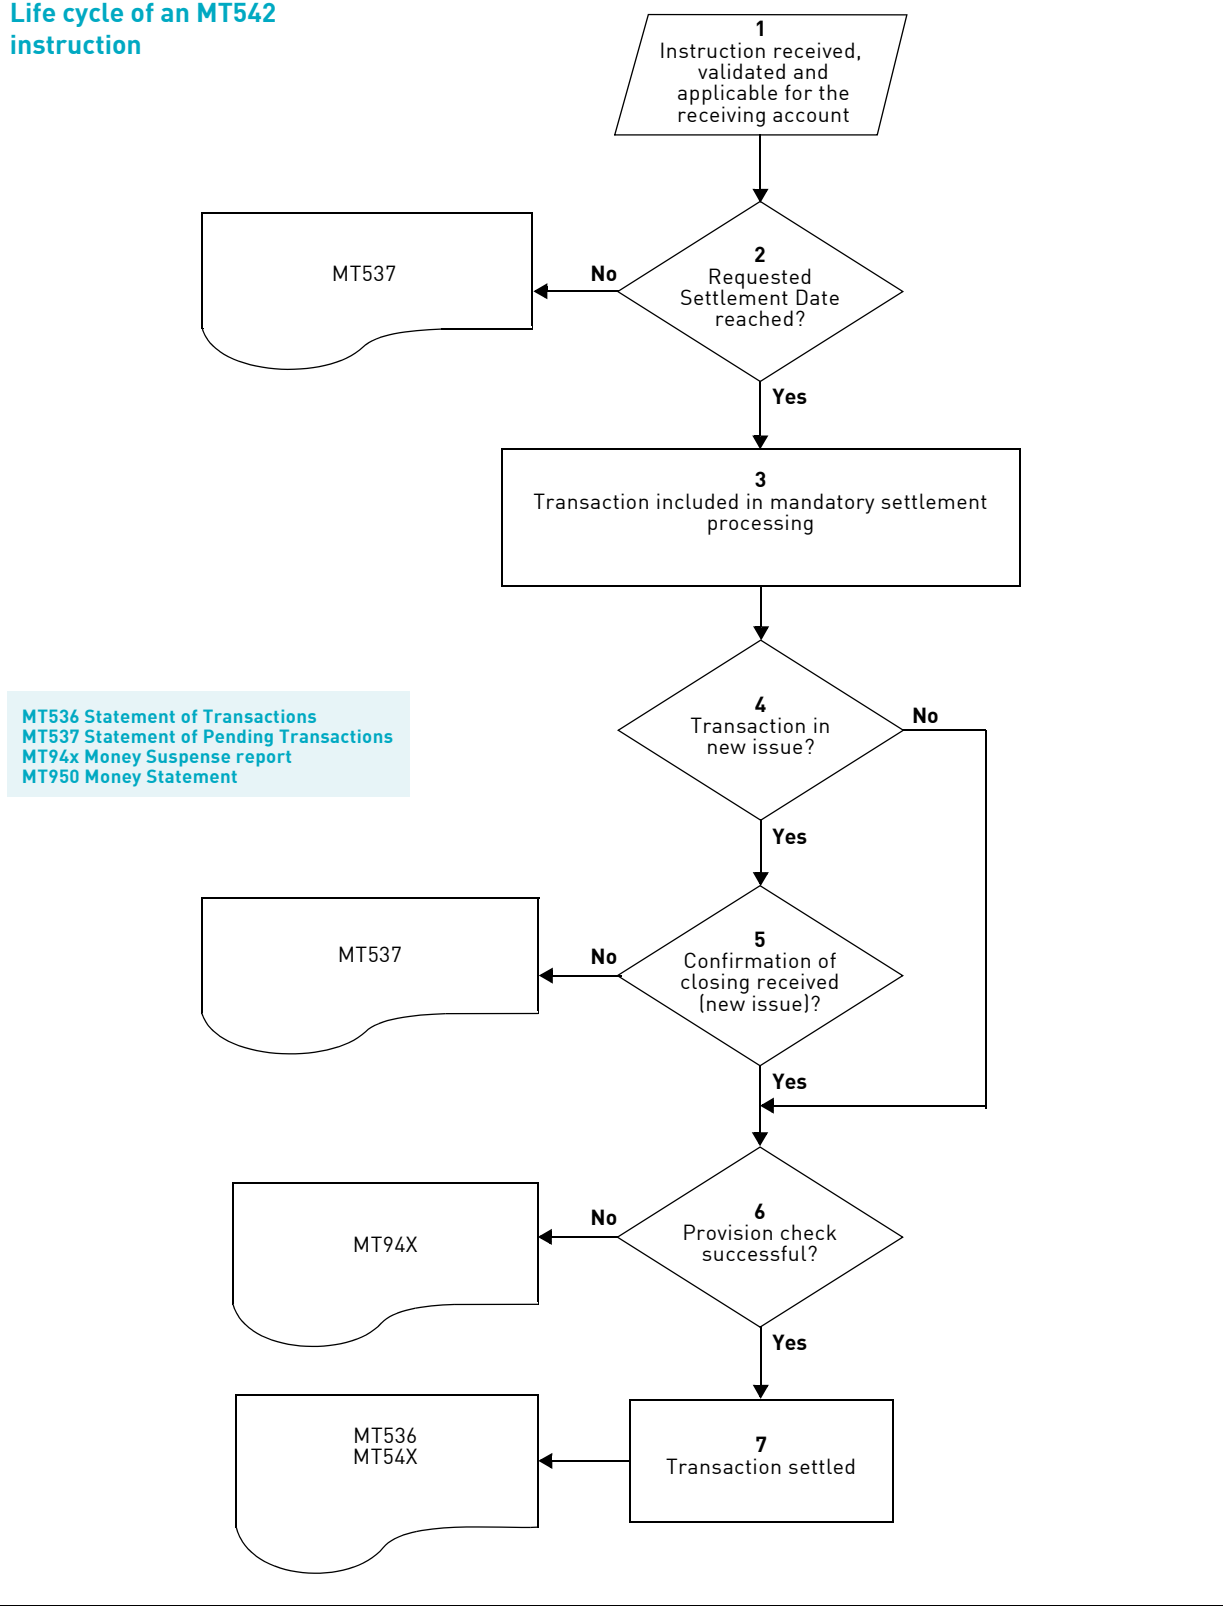 Life cycle of an MT542
instruction
1
Instruction received,
validated and
applicable for the
receiving account
2
Requested
Settlement Date
reached?
No
MT537
Yes
3
Transaction included in mandatory settlement
processing
4
Transaction in
new issue?
No
MT536 Statement of Transactions
MT537 Statement of Pending Transactions
MT94x Money Suspense report
MT950 Money Statement
Yes
5
Confirmation of
closing received
(new issue)?
No
MT537
Yes
6
Provision check
successful?
No
MT94X
Yes
7
Transaction settled
MT536
MT54X